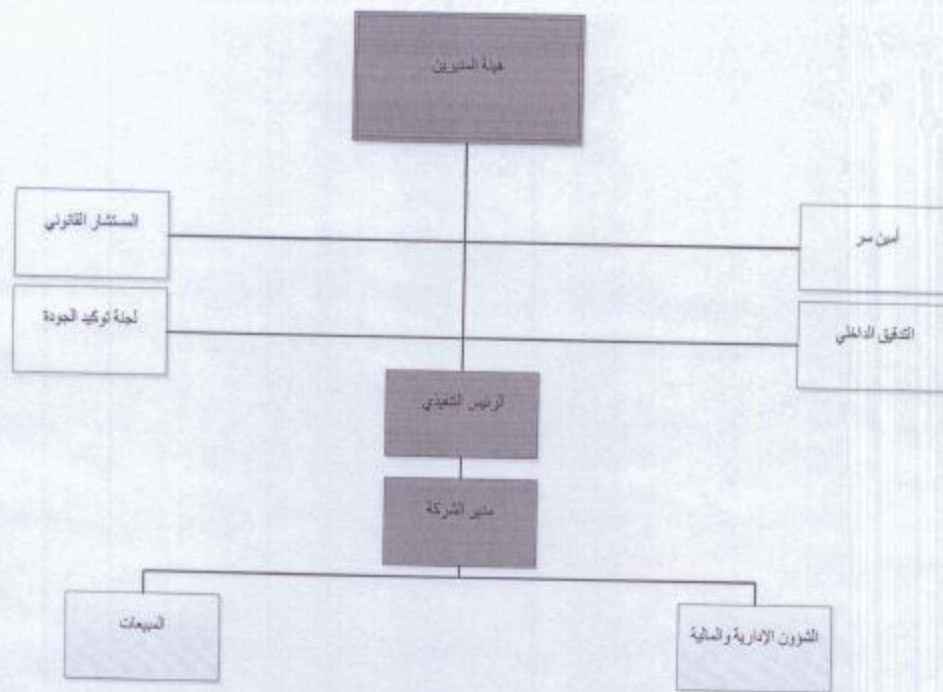 هيئة المديرين
أمين سر
المستشار القانوني
التدقيق الداخلي
لجنة توكيد الجودة
الرئيس التنفيذي
مدير الشركة
الشؤون الإدارية والمالية
المبيعات